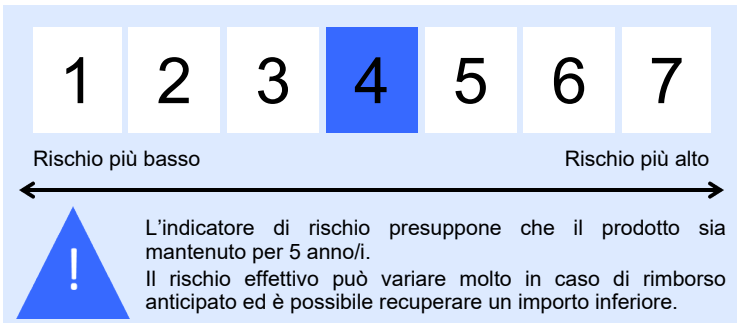 1 2 3 4 5 6 7
Rischio più basso Rischio più alto
!
L'indicatore di rischio presuppone che il prodotto sia
mantenuto per 5 anno/i.
Il rischio effettivo può variare molto in caso di rimborso
anticipato ed è possibile recuperare un importo inferiore.